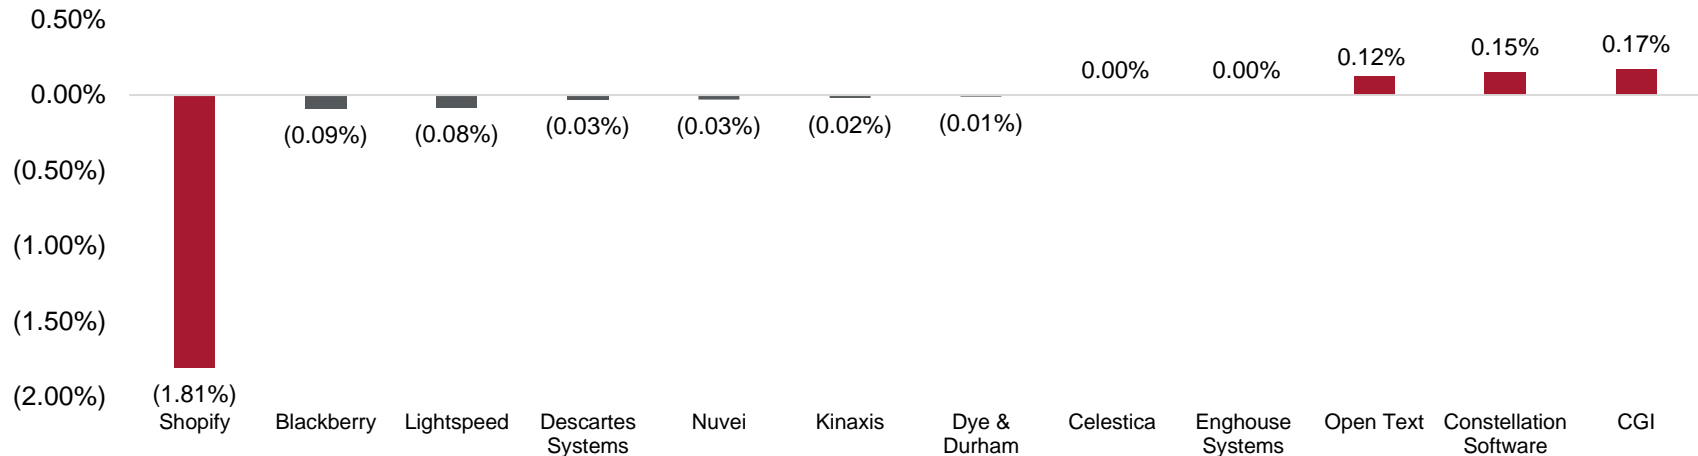 0.50%
0.00%
(0.50%)
(1.00%)
(1.50%)
(2.00%)
(1.81%)
(0.09%)
(0.08%)
(0.03%)
(0.03%)
(0.02%)
(0.01%)
0.00%
0.00%
0.12%
0.15%
0.17%
Shopify
Blackberry
Lightspeed
Descartes
Systems
Nuvei
Kinaxis
Dye &
Durham
Celestica
Enghouse
Systems
Open Text
Constellation
Software
CGI